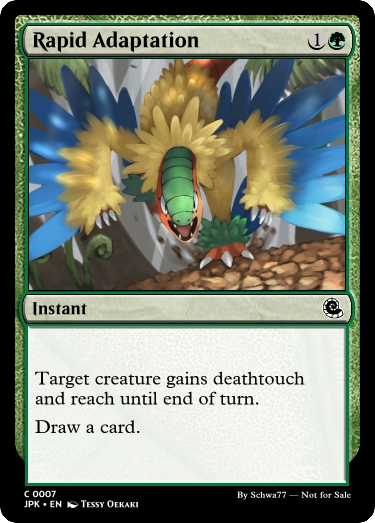 Rapid Adaptation 1
Instant
Target creature gains deathtouch
and reach until end of turn.
Draw a card.
C 0007
JPK • EN Tessy Oekaki
By Schwa77 — Not for Sale